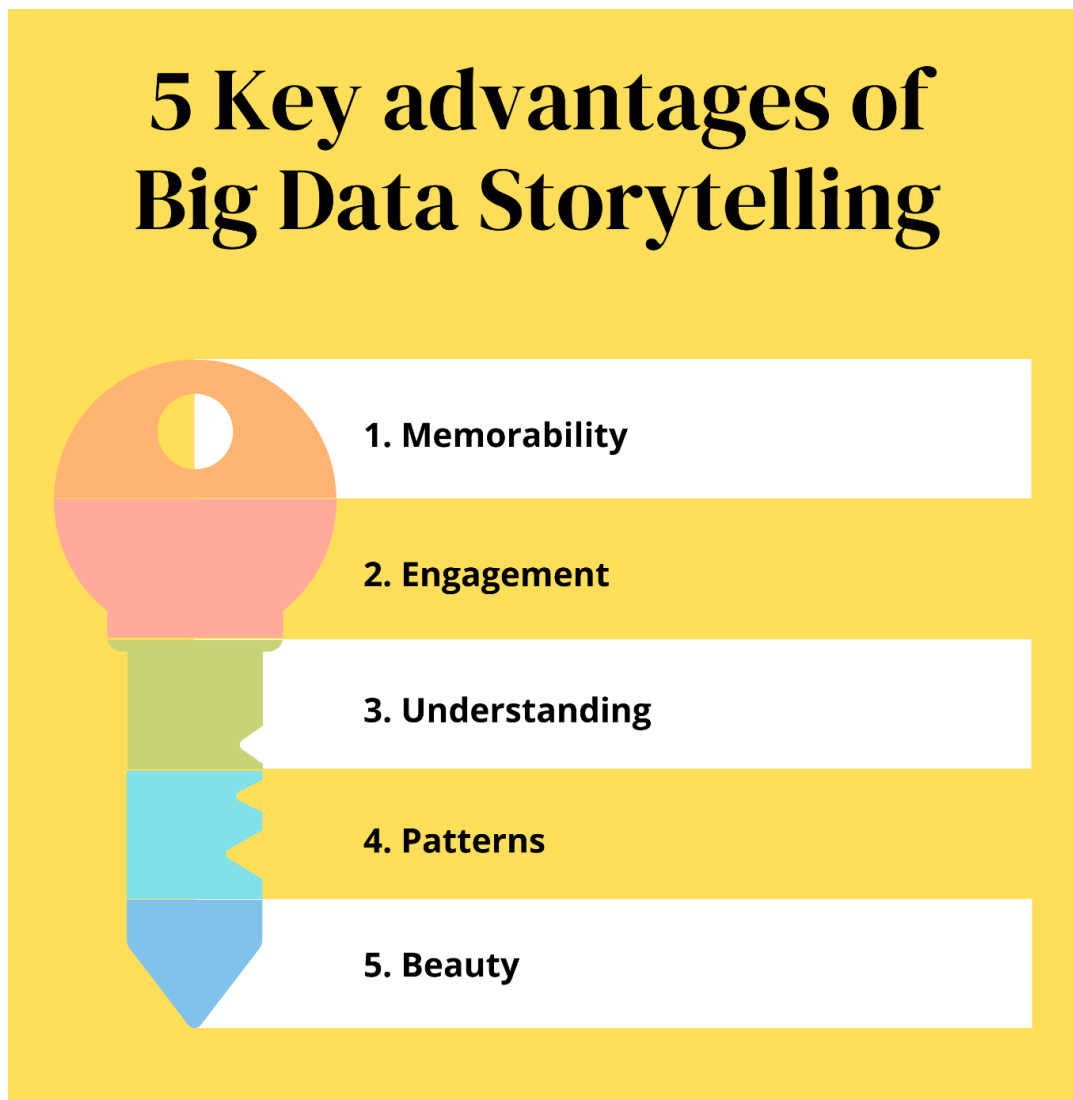 5 Key advantages of
Big Data Storytelling
1. Memorability
2. Engagement
3. Understanding
4. Patterns
5. Beauty